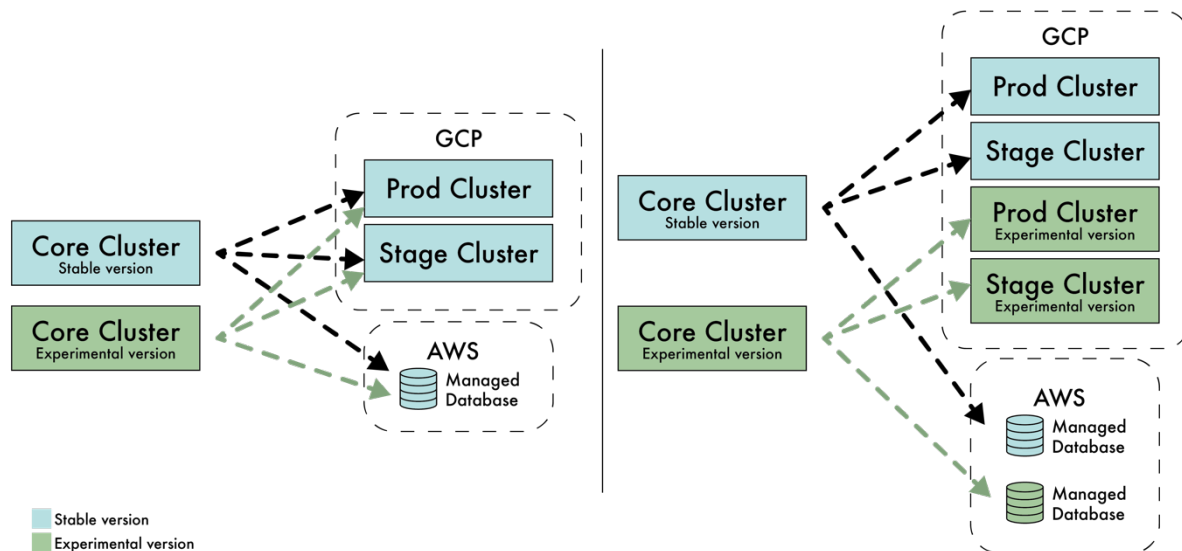 GCP
Prod Cluster
Stage Cluster
Core Cluster
Stable version
Core Cluster
Experimental version
AWS
Managed
Database
Stable version
Experimental version
GCP
Prod Cluster
Stage Cluster
Prod Cluster
Experimental version
Stage Cluster
Experimental version
Core Cluster
Stable version
Core Cluster
Experimental version
AWS
Managed
Database
Managed
Database